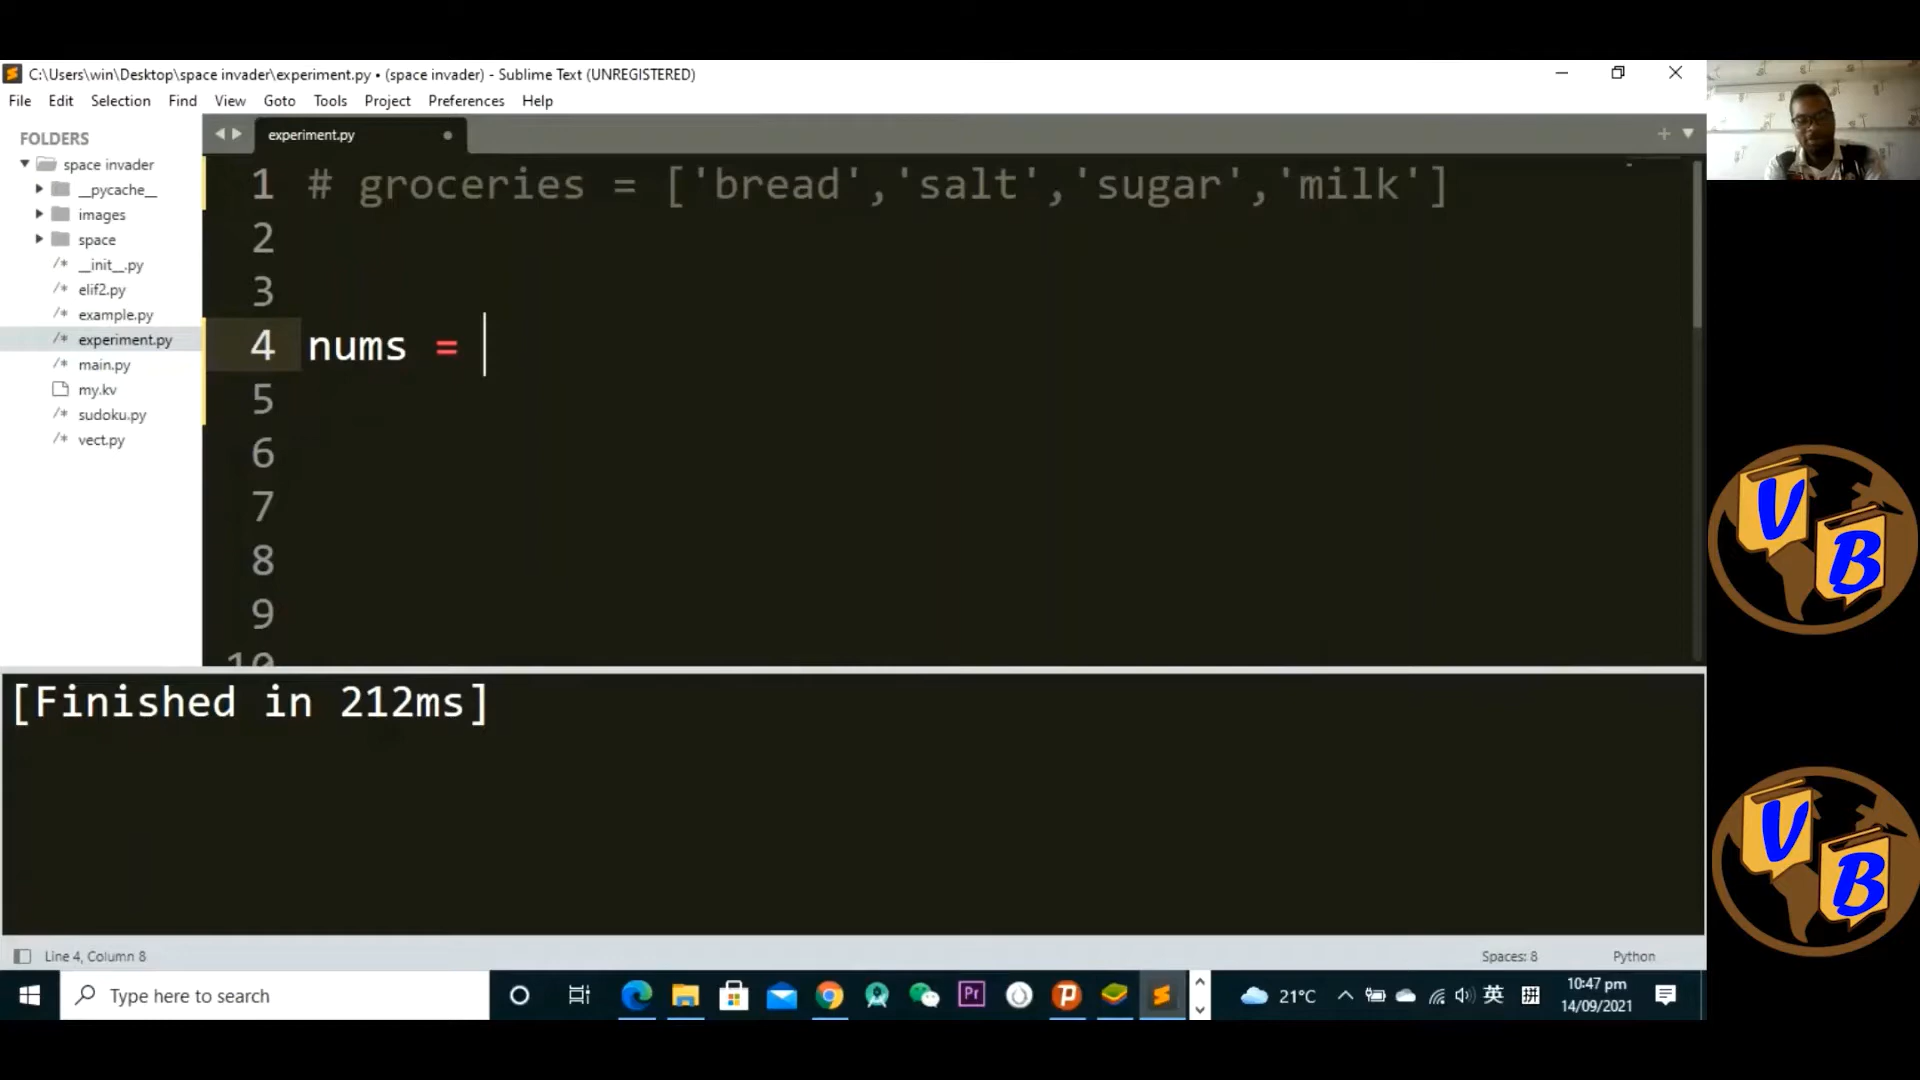 C:\Users\win\Desktop\space invader\experiment.py • (space invader) - Sublime Text (UNREGISTERED)
File Edit Selection Find View Goto Tools Project Preferences Help
FOLDERS
space invader
__pycache__
images
space
/* __init__.py
/* elif2.py
/* example.py
/* experiment.py
/* main.py
my.kv
/* sudoku.py
/* vect.py
experiment.py
1 # groceries = ['bread','salt','sugar','milk']
2
3
4 nums =
5
6
7
8
9
10
[Finished in 212ms]
Line 4, Column 8
Spaces: 8
Python
Type here to search
Pr
21°C
英
10:47 pm
14/09/2021
V
B
V
B